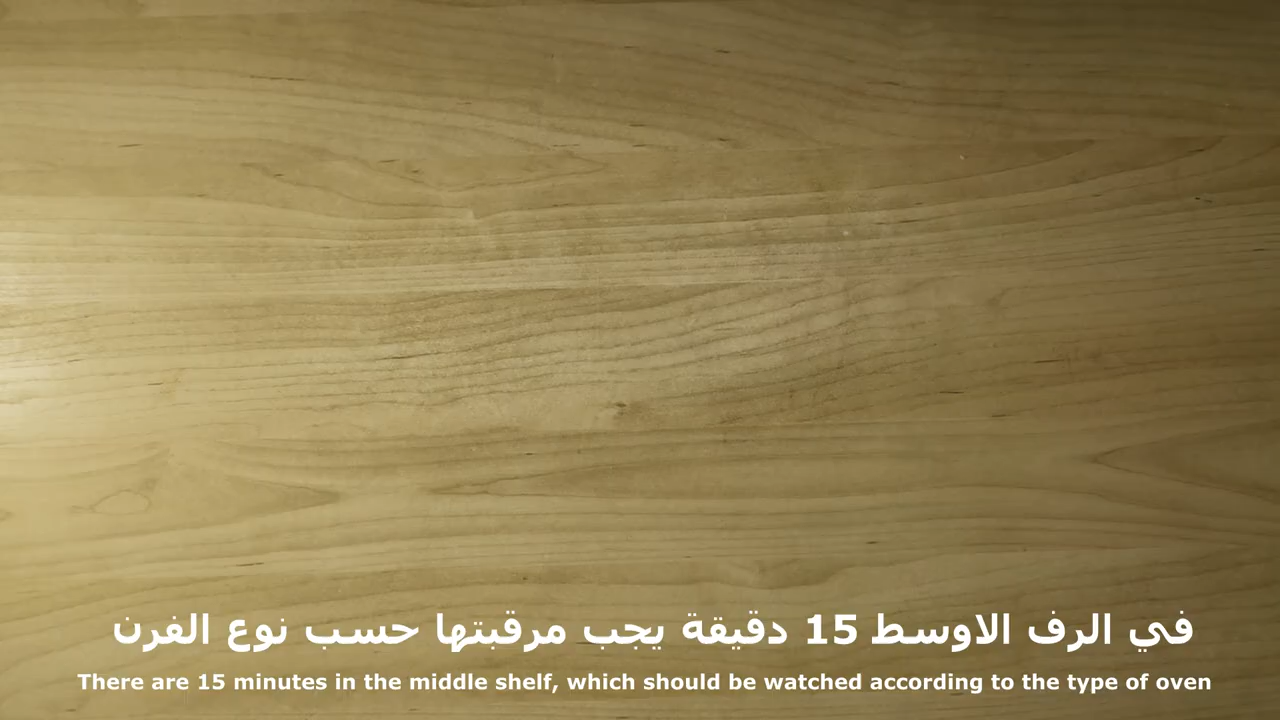 في الرف الاوسط 15 دقيقة يجب مرقبتها حسب نوع الفرن
There are 15 minutes in the middle shelf, which should be watched according to the type of oven